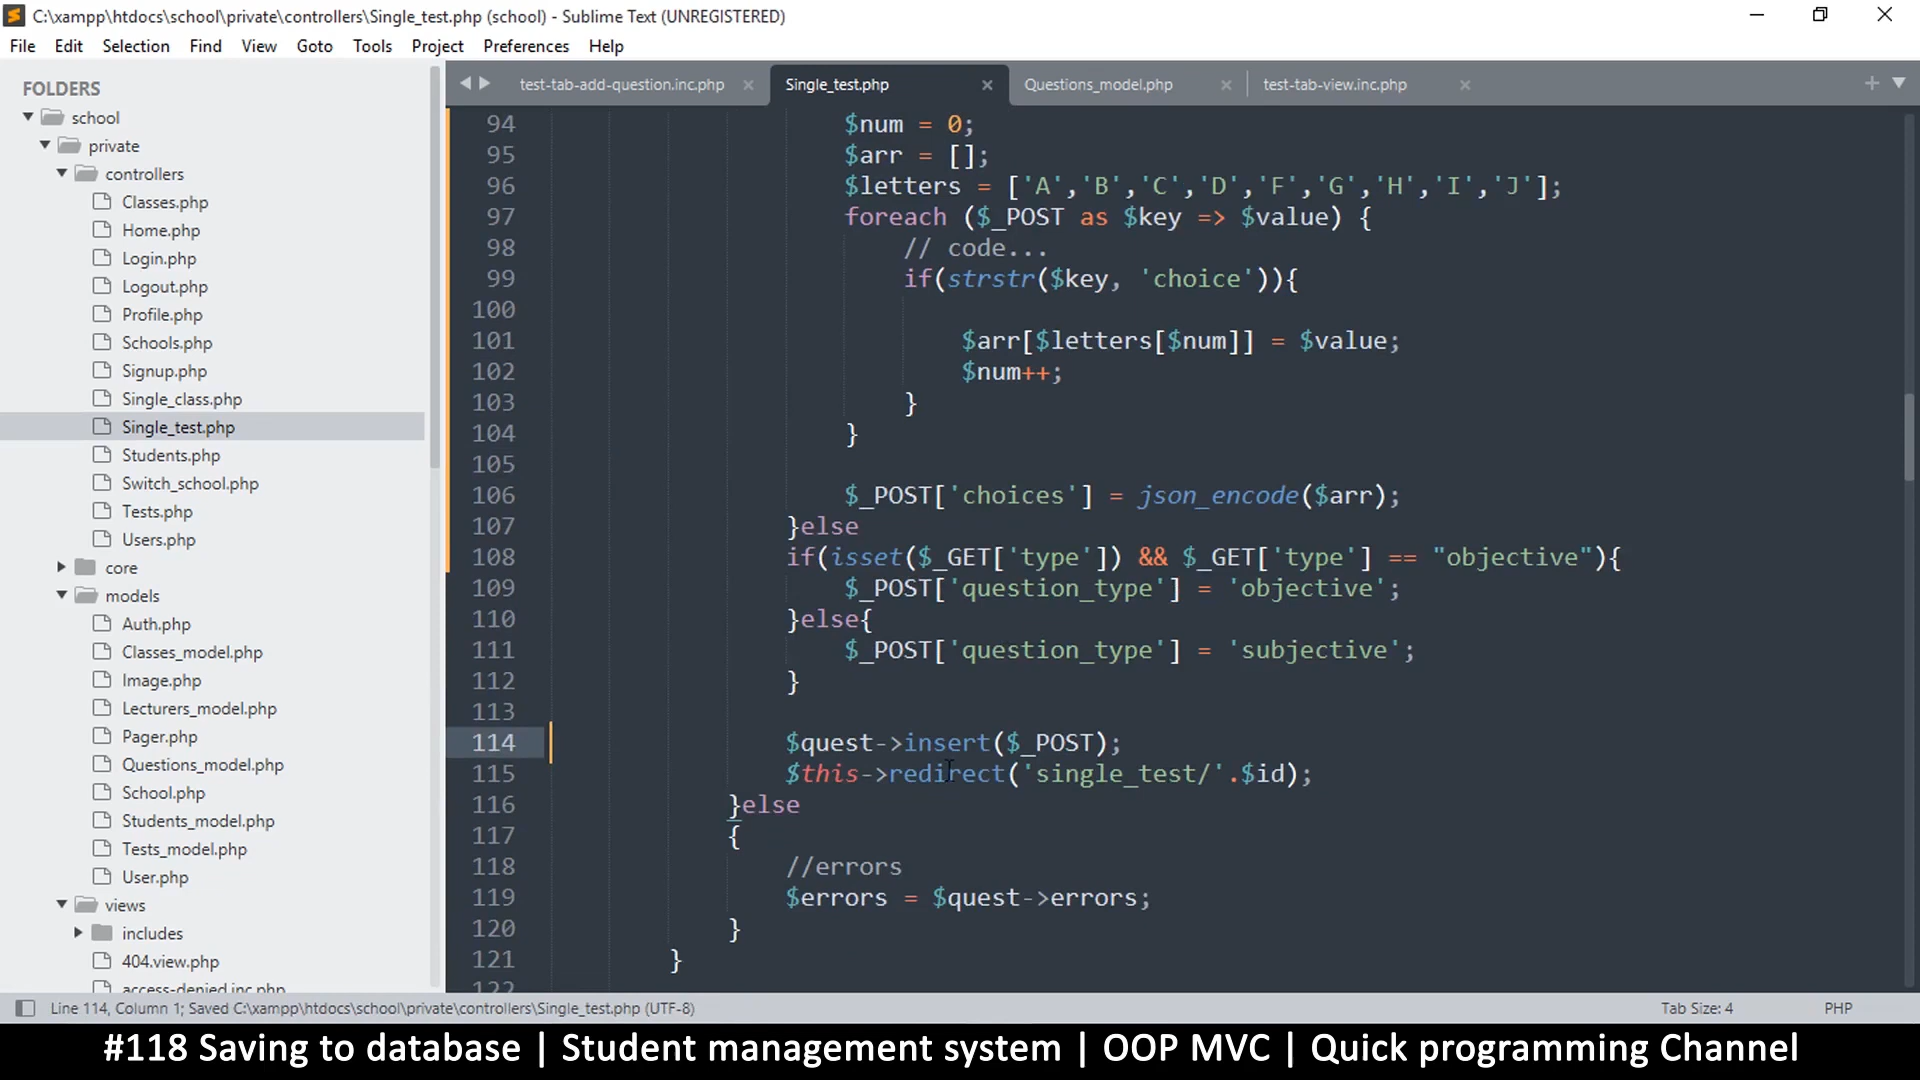 C:\xampp\htdocs\school\private\controllers\Single_test.php (school) - Sublime Text (UNREGISTERED)
File Edit Selection Find View Goto Tools Project Preferences Help
FOLDERS
school
private
controllers
Classes.php
Home.php
Login.php
Logout.php
Profile.php
Schools.php
Signup.php
Single_class.php
Single_test.php
Students.php
Switch_school.php
Tests.php
Users.php
core
models
Auth.php
Classes_model.php
Image.php
Lecturers_model.php
Pager.php
Questions_model.php
School.php
Students_model.php
Tests_model.php
User.php
views
includes
404.view.php
access-denied.inc.php
test-tab-add-question.inc.php Single_test.php Questions_model.php test-tab-view.inc.php
94 $num = 0;
95 $arr = [];
96 $letters = ['A','B','C','D','F','G','H','I','J'];
97 foreach ($_POST as $key => $value) {
98 // code...
99 if(strstr($key, 'choice')){
100
101 $arr[$letters[$num]] = $value;
102 $num++;
103 }
104 }
105
106 $_POST['choices'] = json_encode($arr);
107 }else
108 if(isset($_GET['type']) && $_GET['type'] == "objective"){
109 $_POST['question_type'] = 'objective';
110 }else{
111 $_POST['question_type'] = 'subjective';
112 }
113
114 $quest->insert($_POST);
115 $this->redirect('single_test/'.$id);
116 }else
117 {
118 //errors
119 $errors = $quest->errors;
120 }
121 }
122
Line 114, Column 1; Saved C:\xampp\htdocs\school\private\controllers\Single_test.php (UTF-8) Tab Size: 4 PHP
#118 Saving to database | Student management system | OOP MVC | Quick programming Channel